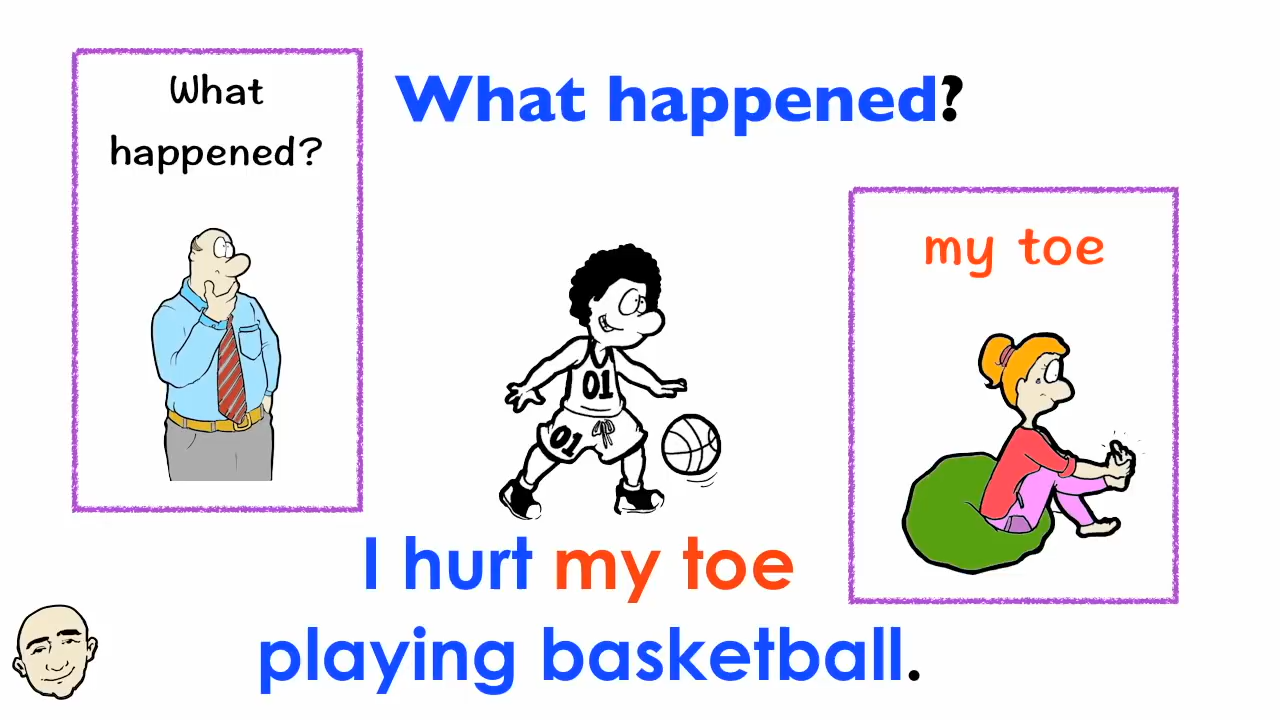 What
happened?
What happened?
my toe
01
01
I hurt my toe
playing basketball.